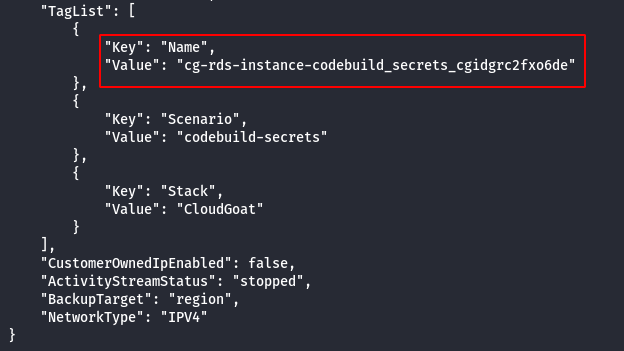 "TagList": [
{
"Key": "Name",
"Value": "cg-rds-instance-codebuild_secrets_cgidgrc2fxo6de"
},
{
"Key": "Scenario",
"Value": "codebuild-secrets"
},
{
"Key": "Stack",
"Value": "CloudGoat"
}
],
"CustomerOwnedIpEnabled": false,
"ActivityStreamStatus": "stopped",
"BackupTarget": "region",
"NetworkType": "IPV4"
}